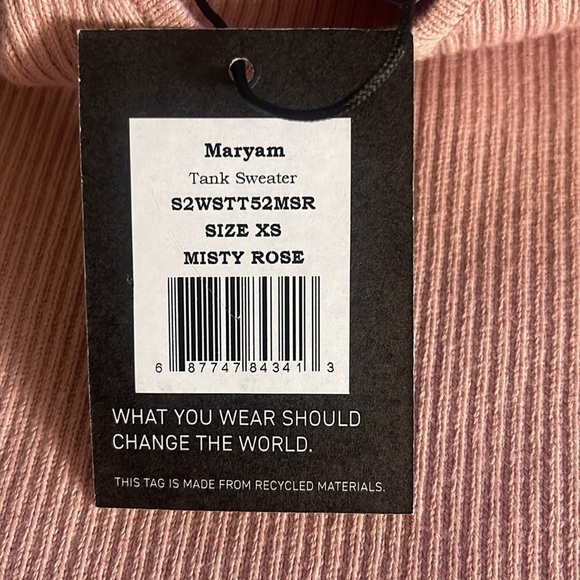 Maryam
Tank Sweater
S2WSTT52MSR
SIZE XS
MISTY ROSE
6 87747 84341 3
WHAT YOU WEAR SHOULD
CHANGE THE WORLD.
THIS TAG IS MADE FROM RECYCLED MATERIALS.